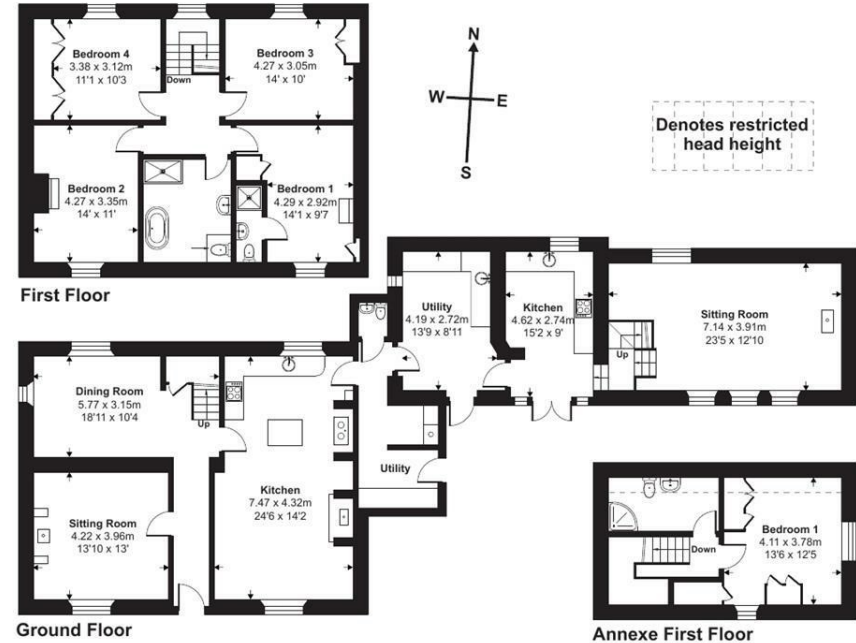 Bedroom 4
3.38 x 3.12m
11'1 x 10'3
Down
Bedroom 3
4.27 x 3.05m
14' x 10'
Bedroom 2
4.27 x 3.35m
14' x 11'
Bedroom 1
4.29 x 2.92m
14'1 x 9'7
First Floor
N
W
E
S
Denotes restricted
head height
Utility
4.19 x 2.72m
13'9 x 8'11
Kitchen
4.62 x 2.74m
15'2 x 9'
Sitting Room
7.14 x 3.91m
23'5 x 12'10
Up
Dining Room
5.77 x 3.15m
18'11 x 10'4
Up
Kitchen
7.47 x 4.32m
24'6 x 14'2
Utility
Sitting Room
4.22 x 3.96m
13'10 x 13'
Ground Floor
Down
Bedroom 1
4.11 x 3.78m
13'6 x 12'5
Annexe First Floor